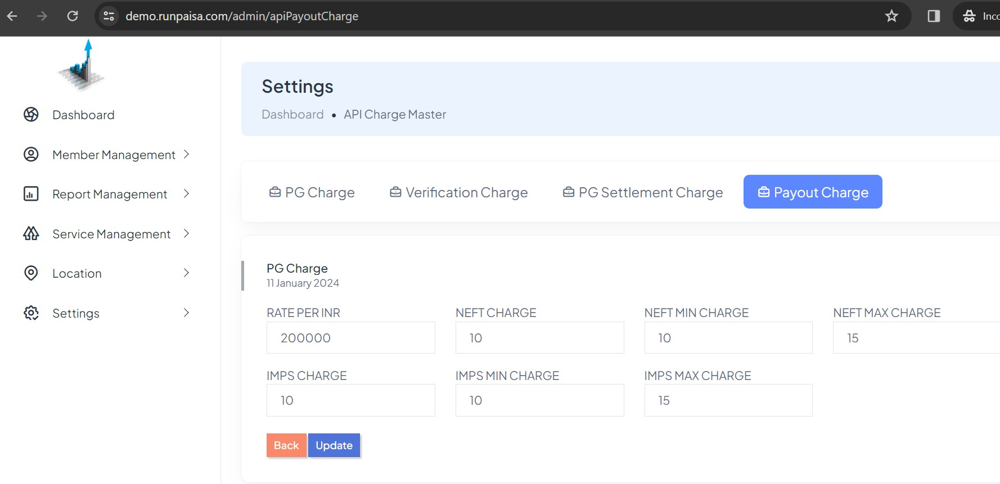 demo.runpaisa.com/admin/apiPayoutCharge
Settings
Dashboard • API Charge Master
Dashboard
Member Management
Report Management
Service Management
Location
Settings
PG Charge Verification Charge PG Settlement Charge Payout Charge
PG Charge
11 January 2024
RATE PER INR NEFT CHARGE NEFT MIN CHARGE NEFT MAX CHARGE
200000 10 10 15
IMPS CHARGE IMPS MIN CHARGE IMPS MAX CHARGE
10 10 15
Back Update